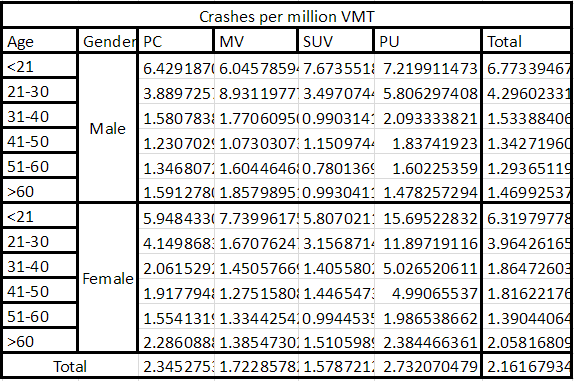 Crashes per million VMT
Age Gender PC MV SUV PU Total
<21 6.4291870 6.0457859 7.6735518 7.219911473 6.77339467
21-30 3.889725 8.9311977 3.4970744 5.806297408 4.29602331
31-40 1.5807838 1.7706095 0.9903141 2.093333821 1.53388406
Male
41-50 1.2307029 1.0730307 1.1509744 1.83741923 1.34271960
51-60 1.3468077 1.6044646 0.7801369 1.60225359 1.29365119
>60 1.5912780 1.8579895 0.9930411 1.478257294 1.46992537
<21 5.9484330 7.7399617 5.8070211 15.69522832 6.31979778
21-30 4.1498683 1.6707624 3.1568714 11.89719116 3.96426165
31-40 2.0615292 1.4505766 1.4055802 5.026520611 1.86472603
Female
41-50 1.9177948 1.2751580 1.4465473 4.99065537 1.81622176
51-60 1.5541319 1.3344254 0.9944535 1.986538662 1.39044064
>60 2.2860888 1.3854730 1.5105989 2.384466361 2.05816809
Total 2.3452753 1.7228578 1.5787212 2.732070479 2.16167934